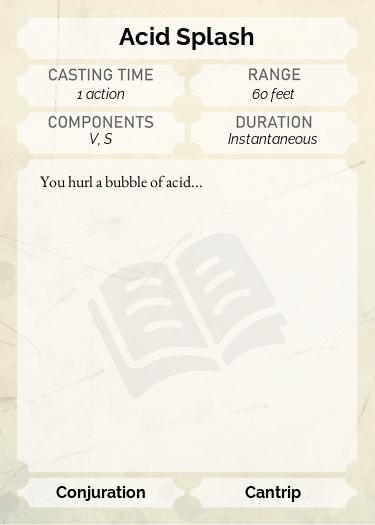 Acid Splash
CASTING TIME
1 action
RANGE
60 feet
COMPONENTS
V, S
DURATION
Instantaneous
You hurl a bubble of acid...
Conjuration
Cantrip